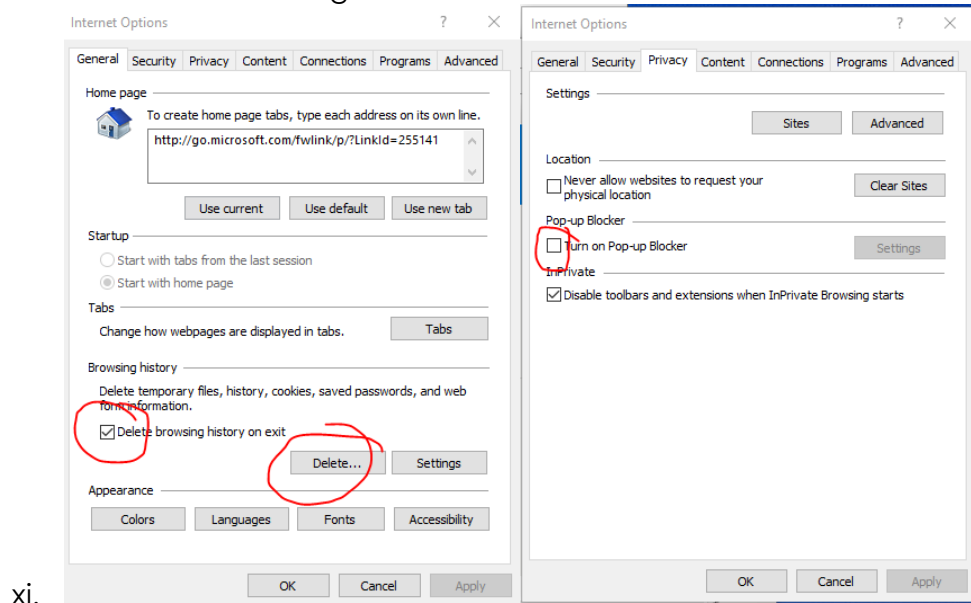 Internet Options ? ×
General Security Privacy Content Connections Programs Advanced
Home page
To create home page tabs, type each address on its own line.
http://go.microsoft.com/fwlink/p/?LinkId=255141
Use current Use default Use new tab
Startup
Start with tabs from the last session
Start with home page
Tabs
Change how webpages are displayed in tabs. Tabs
Browsing history
Delete temporary files, history, cookies, saved passwords, and web
form information.
Delete browsing history on exit
Delete... Settings
Appearance
Colors Languages Fonts Accessibility
OK Cancel Apply
Internet Options ? ×
General Security Privacy Content Connections Programs Advanced
Settings
Sites Advanced
Location
Never allow websites to request your
physical location
Clear Sites
Pop-up Blocker
Turn on Pop-up Blocker Settings
InPrivate
Disable toolbars and extensions when InPrivate Browsing starts
OK Cancel Apply
xi.